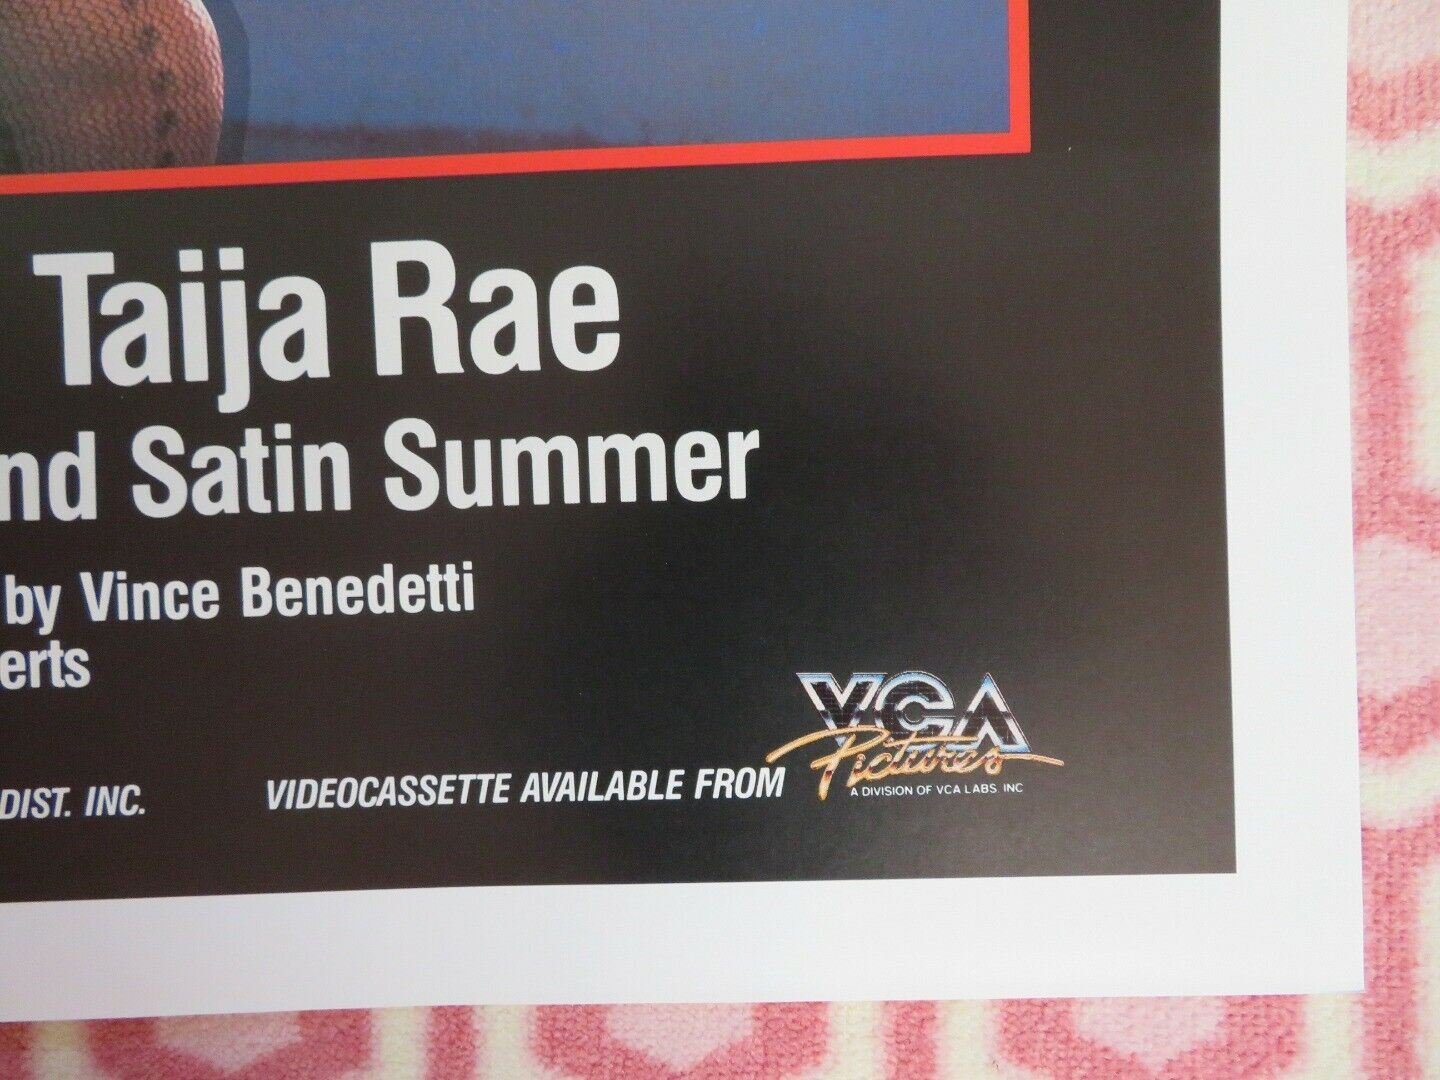 Taija Rae
nd Satin Summer
by Vince Benedetti
erts
DIST. INC.
VIDEOCASSETTE AVAILABLE FROM
VCA
Pictures
A DIVISION OF VCA LABS. INC